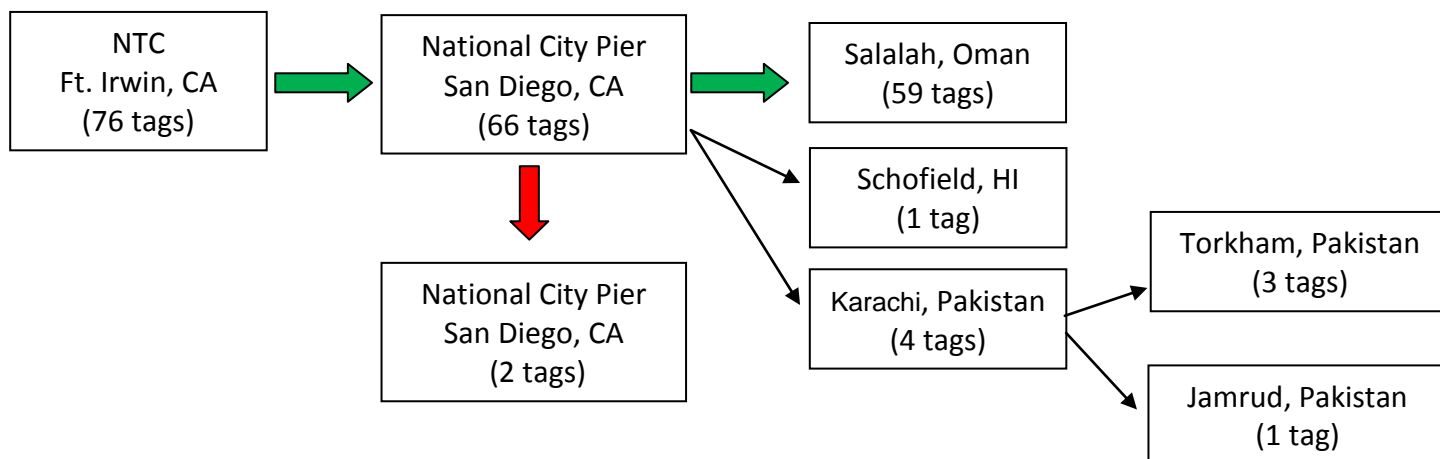 NTC
Ft. Irwin, CA
(76 tags)
National City Pier
San Diego, CA
(66 tags)
Salalah, Oman
(59 tags)
Schofield, HI
(1 tag)
National City Pier
San Diego, CA
(2 tags)
Karachi, Pakistan
(4 tags)
Torkham, Pakistan
(3 tags)
Jamrud, Pakistan
(1 tag)